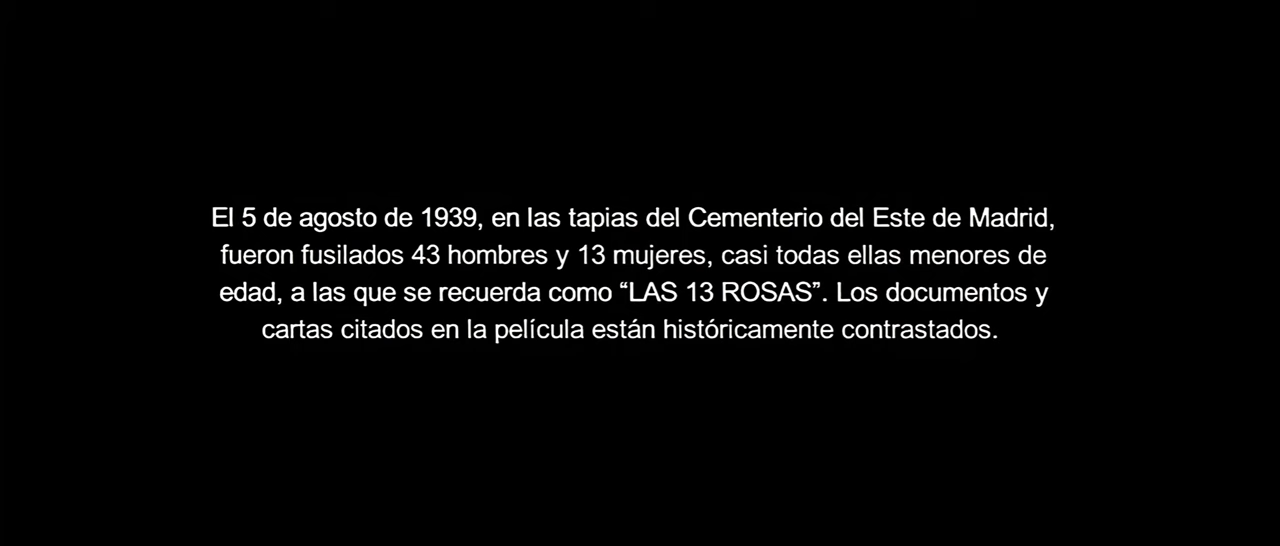 El 5 de agosto de 1939, en las tapias del Cementerio del Este de Madrid,
fueron fusilados 43 hombres y 13 mujeres, casi todas ellas menores de
edad, a las que se recuerda como “LAS 13 ROSAS”. Los documentos y
cartas citados en la película están históricamente contrastados.